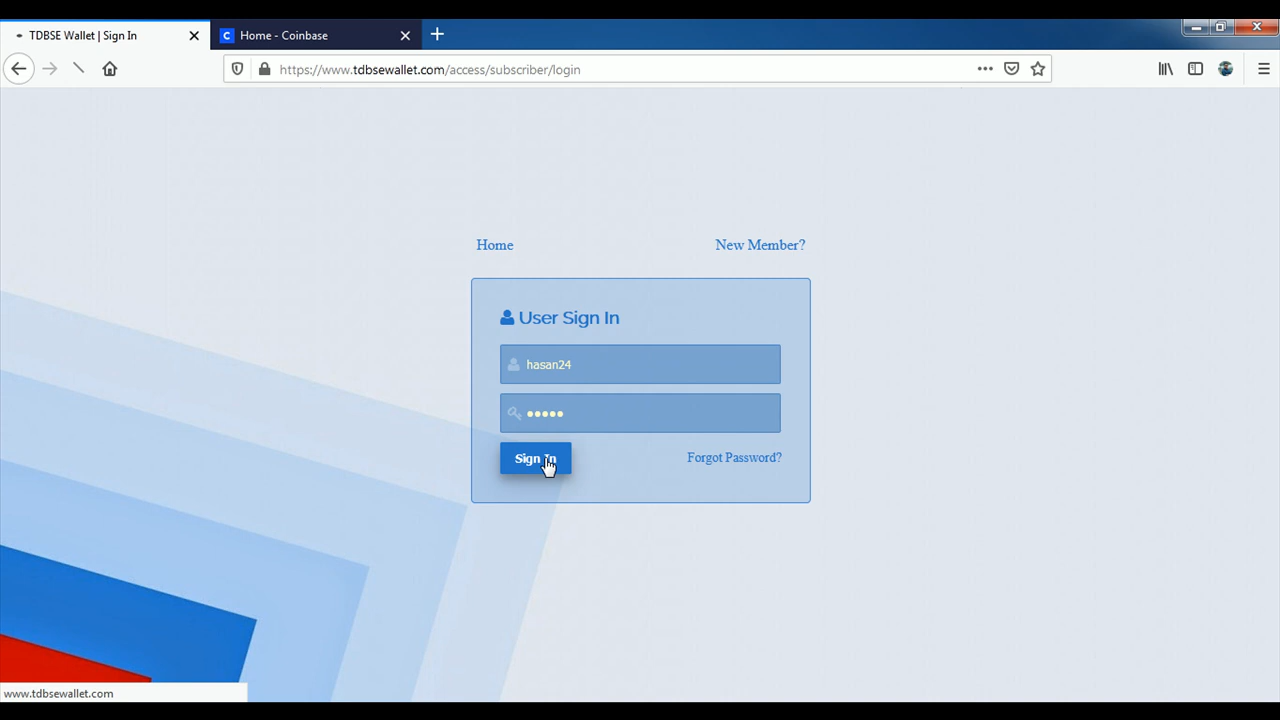 TDBSE Wallet | Sign In
Home - Coinbase
https://www.tdbsewallet.com/access/subscriber/login
Home
New Member?
User Sign In
hasan24
Sign In
Forgot Password?
www.tdbsewallet.com